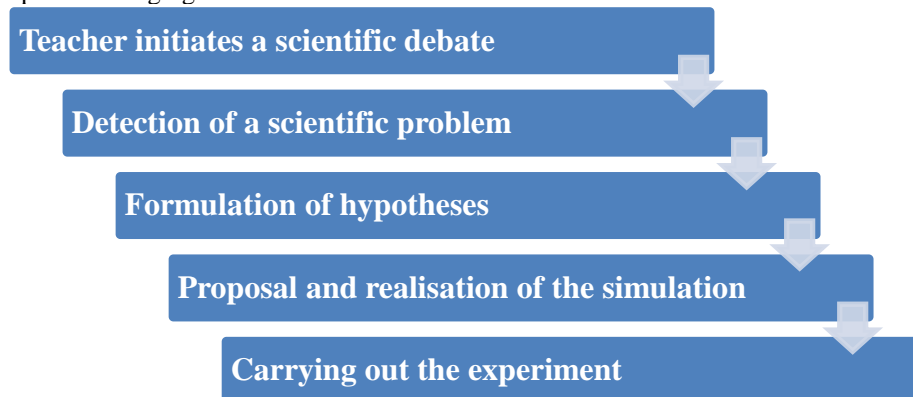 Teacher initiates a scientific debate
Detection of a scientific problem
Formulation of hypotheses
Proposal and realisation of the simulation
Carrying out the experiment